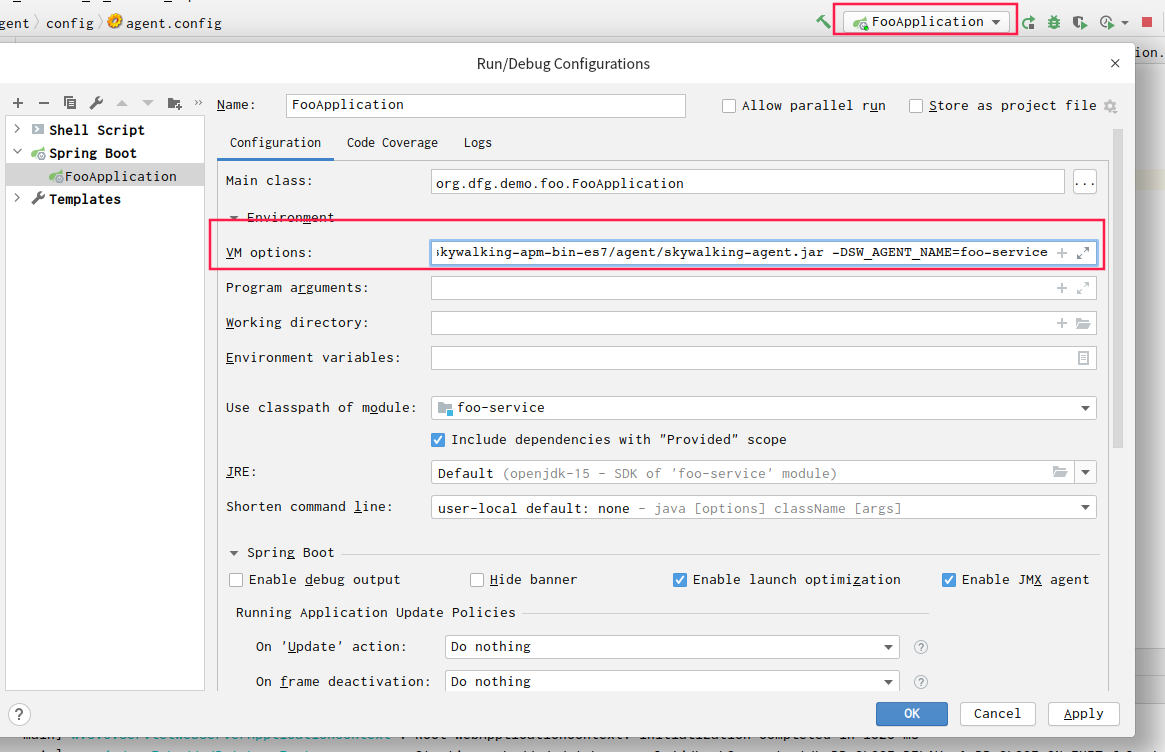 gent > config > agent.config
FooApplication
ion.
Run/Debug Configurations
Name: FooApplication
Allow parallel run
Store as project file
Shell Script
Spring Boot
FooApplication
Templates
Configuration Code Coverage Logs
Main class: org.dfg.demo.foo.FooApplication ...
Environment
VM options: skywalking-apm-bin-es7/agent/skywalking-agent.jar -DSW_AGENT_NAME=foo-service
Program arguments:
Working directory:
Environment variables:
Use classpath of module: foo-service
Include dependencies with "Provided" scope
JRE: Default (openjdk-15 - SDK of 'foo-service' module)
Shorten command line: user-local default: none - java [options] className [args]
Spring Boot
Enable debug output Hide banner Enable launch optimization Enable JMX agent
Running Application Update Policies
On 'Update' action: Do nothing ?
On frame deactivation: Do nothing ?
? OK Cancel Apply